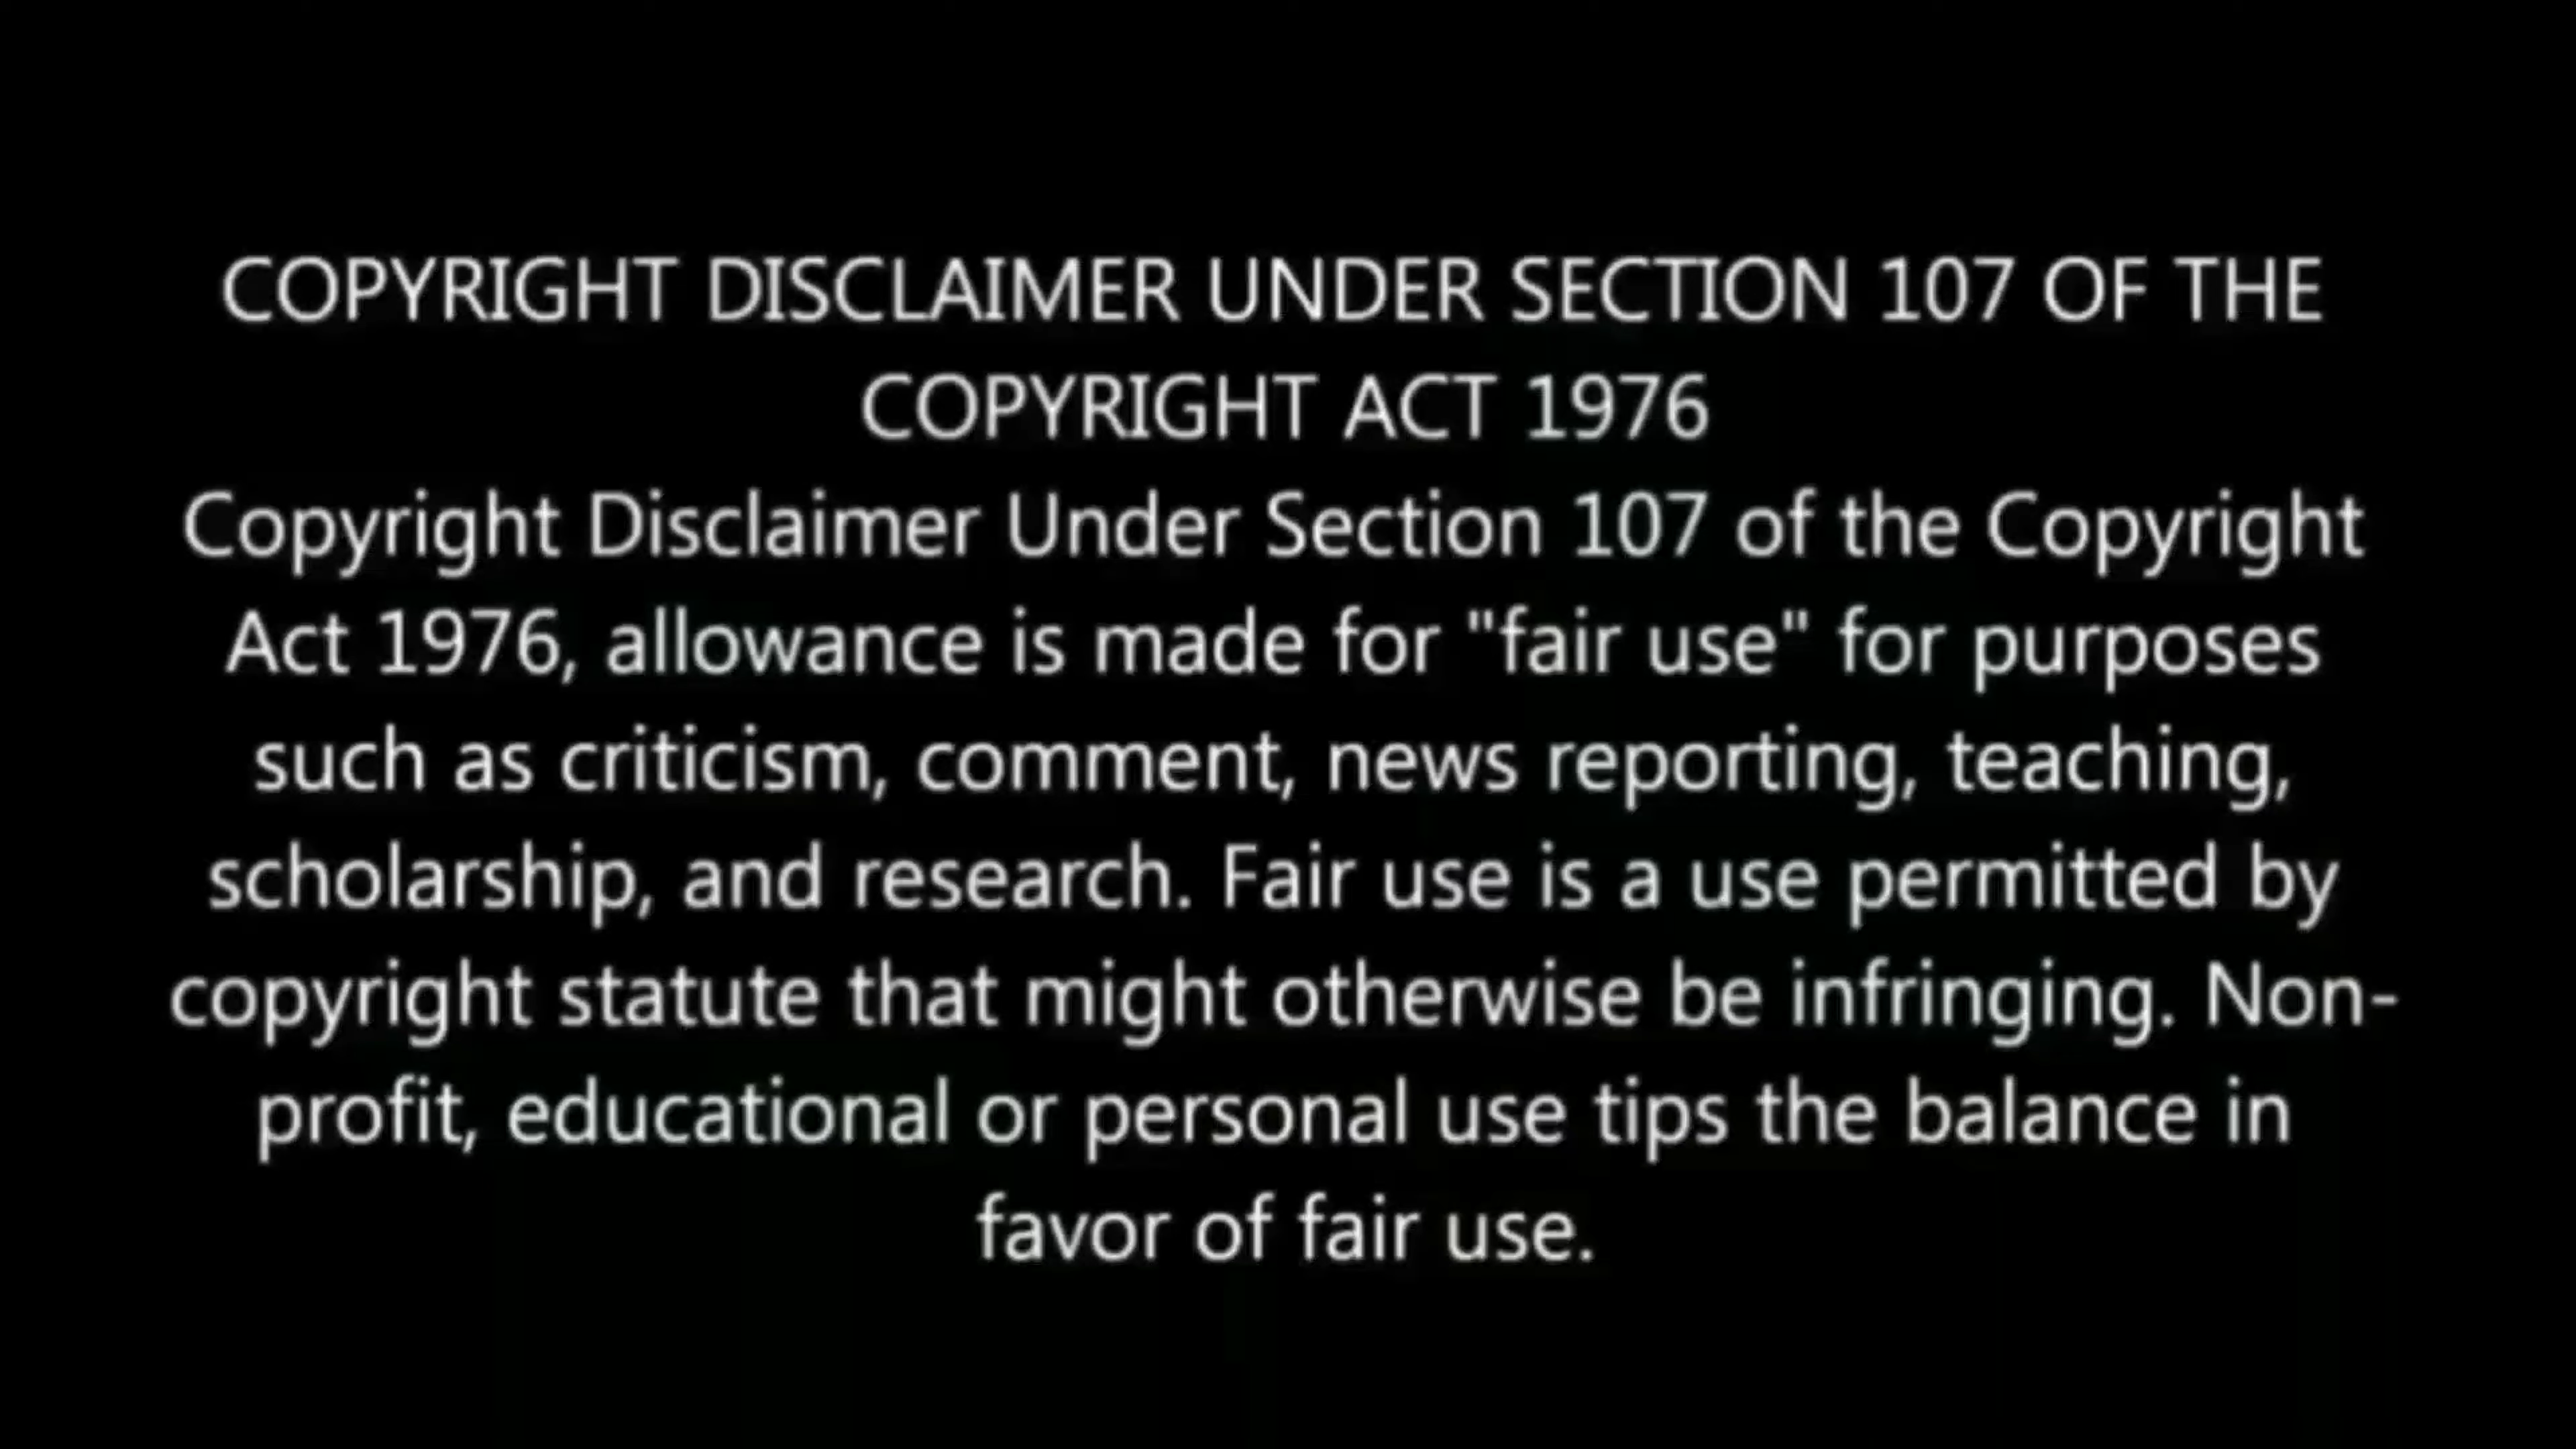 COPYRIGHT DISCLAIMER UNDER SECTION 107 OF THE
COPYRIGHT ACT 1976
Copyright Disclaimer Under Section 107 of the Copyright
Act 1976, allowance is made for "fair use" for purposes
such as criticism, comment, news reporting, teaching,
scholarship, and research. Fair use is a use permitted by
copyright statute that might otherwise be infringing. Non-
profit, educational or personal use tips the balance in
favor of fair use.